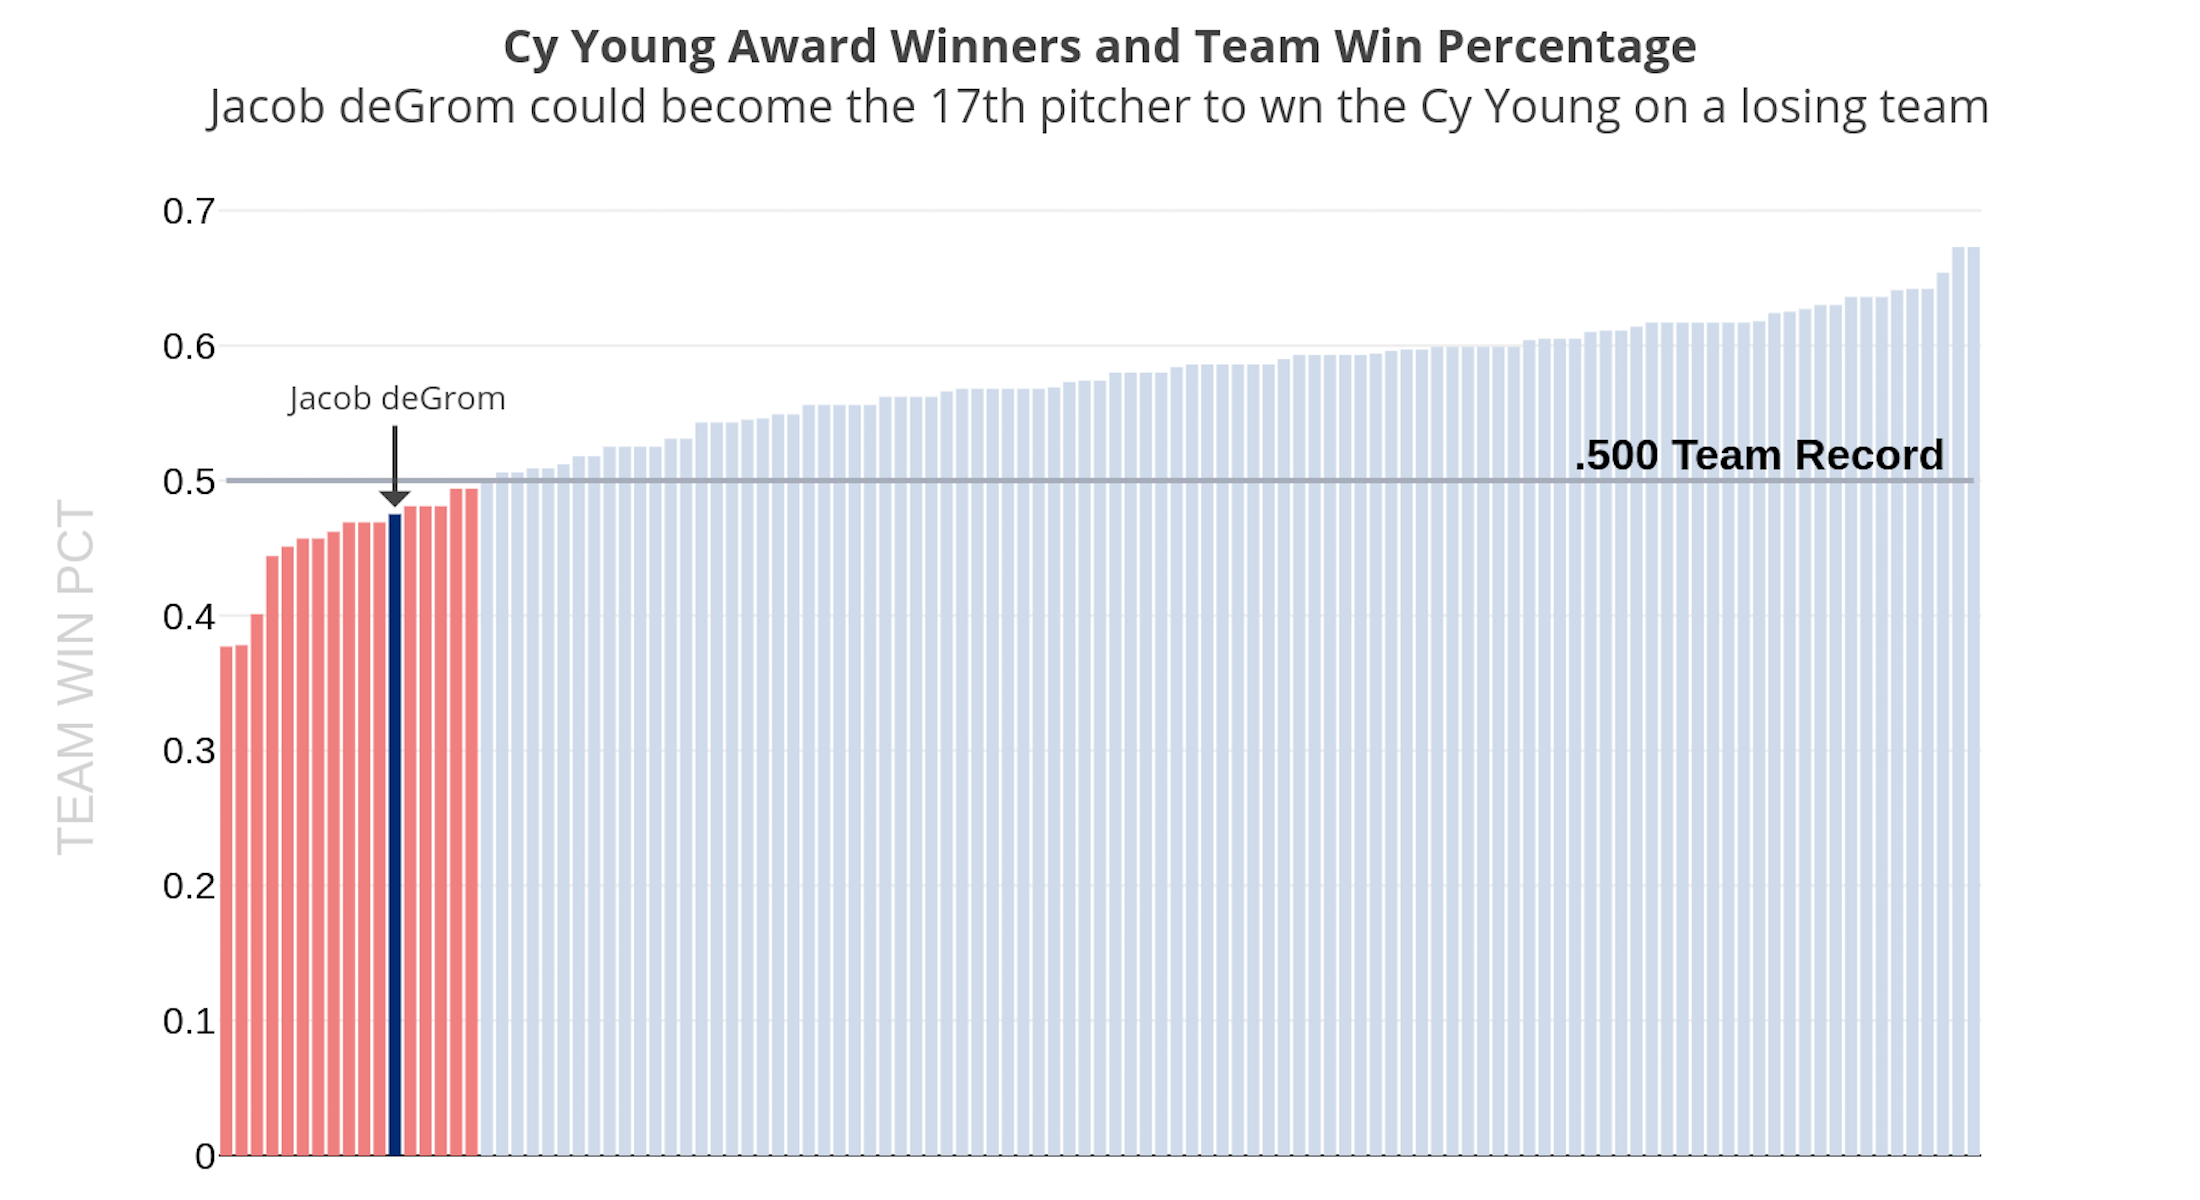 Cy Young Award Winners and Team Win Percentage
Jacob deGrom could become the 17th pitcher to wn the Cy Young on a losing team
0.7
0.6
Jacob deGrom
.500 Team Record
0.5
TEAM WIN PCT
0.4
0.3
0.2
0.1
0